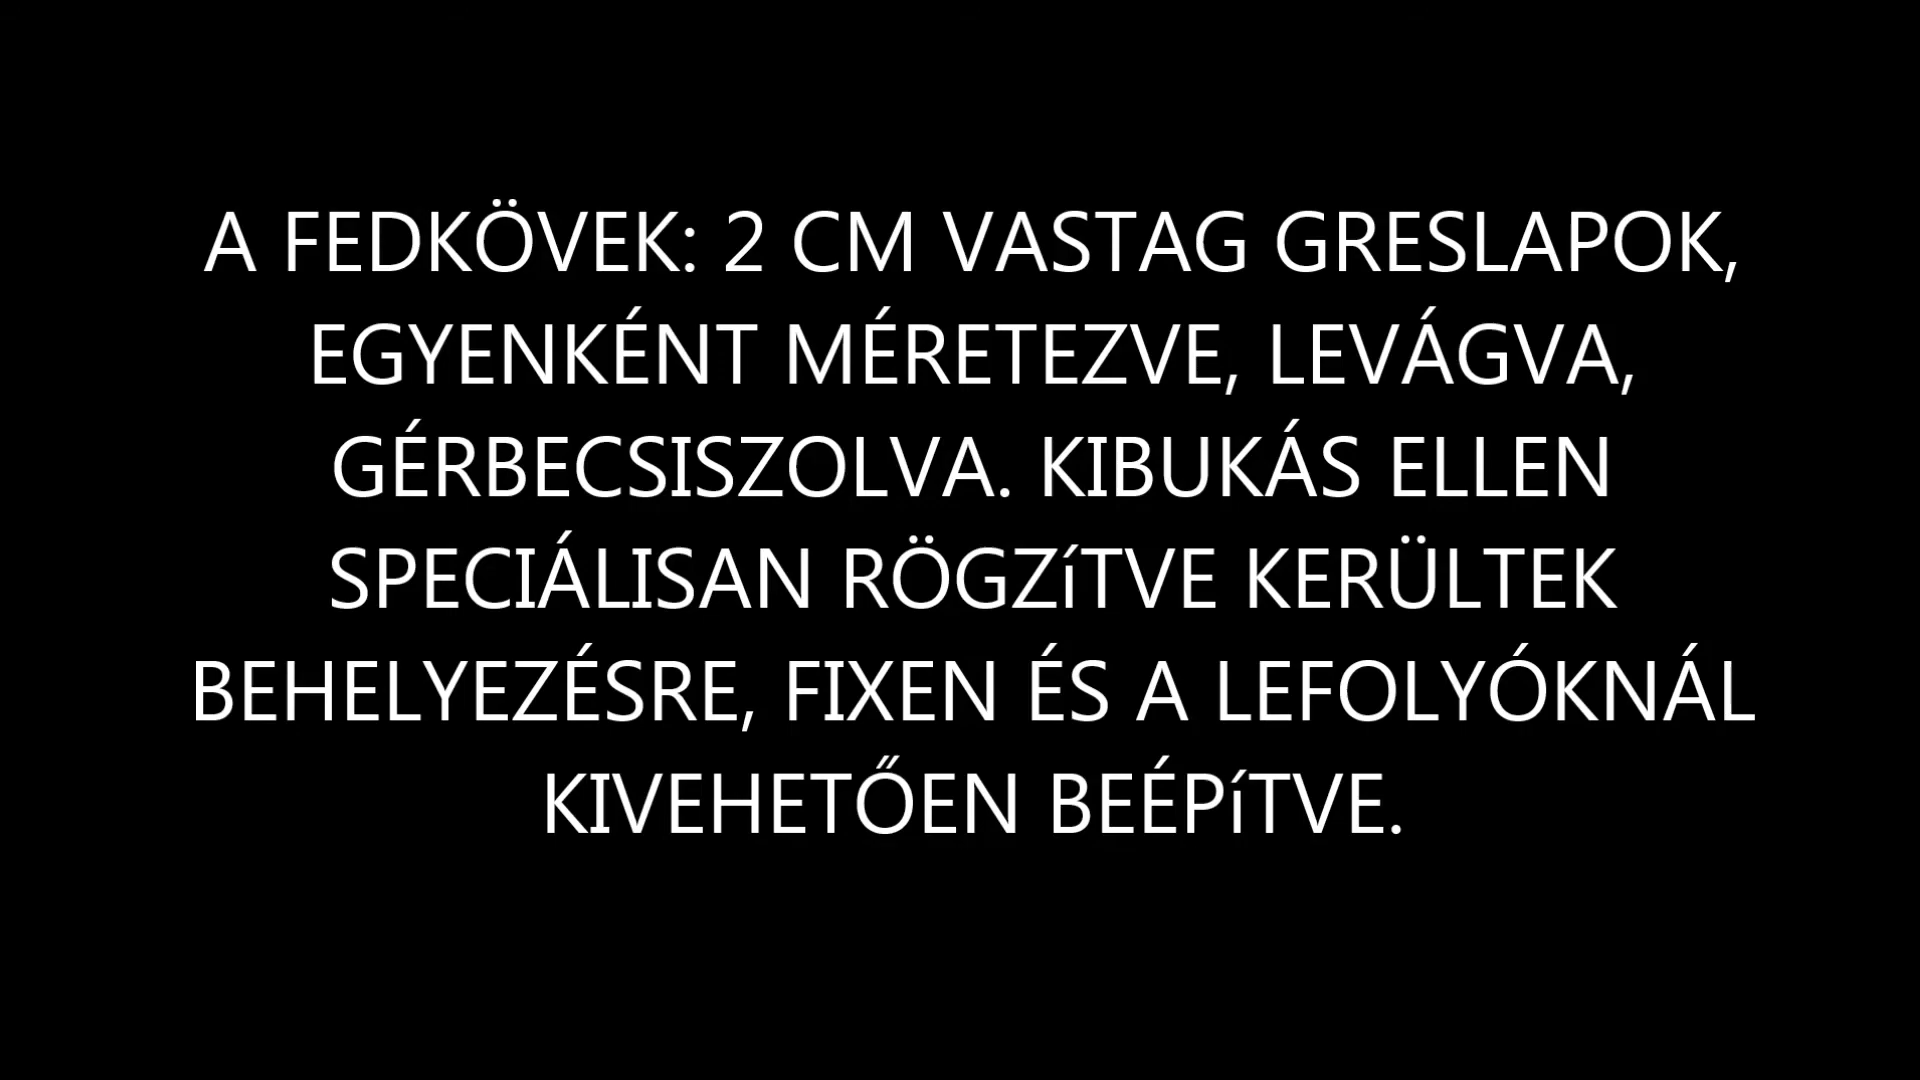 A FEDKÖVEK: 2 CM VASTAG GRESLAPOK,
EGYENKÉNT MÉRETEZVE, LEVÁGVA,
GÉRBECSISZOLVA. KIBUKÁS ELLEN
SPECIÁLISAN RÖGZíTVE KERÜLTEK
BEHELYEZÉSRE, FIXEN ÉS A LEFOLYÓKNÁL
KIVEHETŐEN BEÉPíTVE.